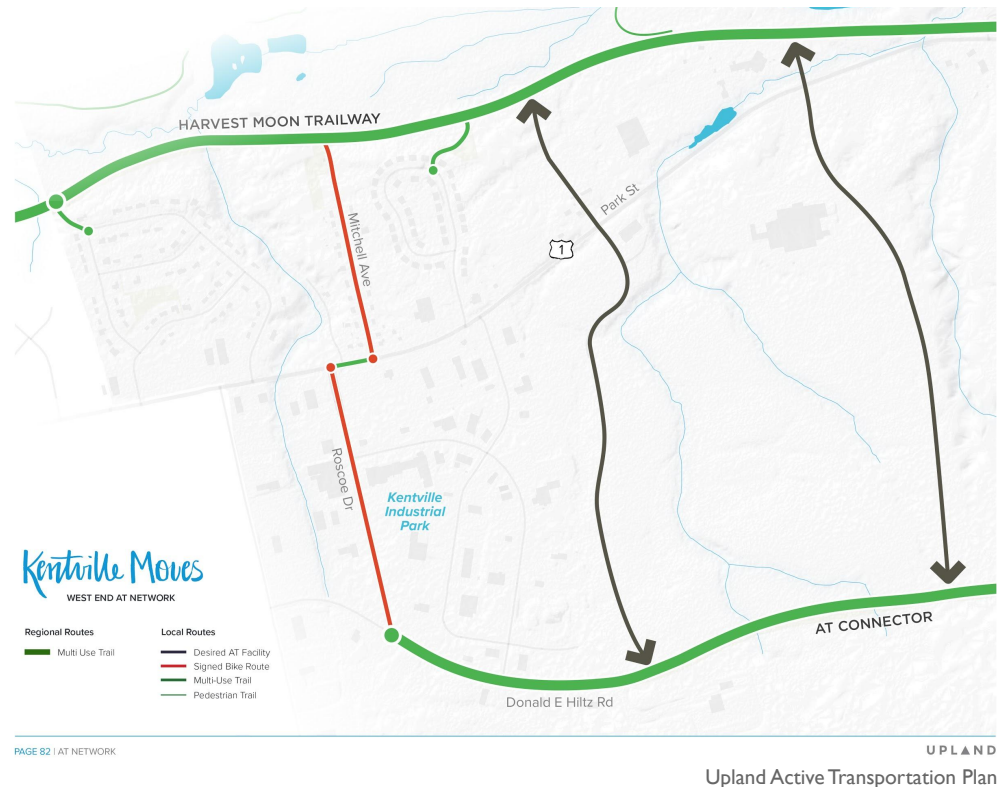 HARVEST MOON TRAILWAY
Mitchell Ave
Park St
1
Roscoe Dr
Kentville
Industrial
Park
Kentville Moves
WEST END AT NETWORK
Regional Routes
Multi Use Trail
Local Routes
Desired AT Facility
Signed Bike Route
Multi-Use Trail
Pedestrian Trail
AT CONNECTOR
Donald E Hiltz Rd
PAGE 82 | AT NETWORK
UPLAND
Upland Active Transportation Plan